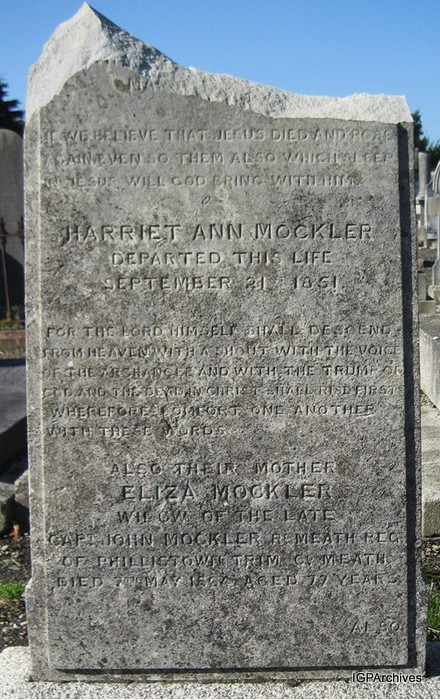 IF WE BELIEVE THAT JESUS DIED AND ROSE
AGAIN EVEN SO THEM ALSO WHICH SLEEP
IN JESUS WILL GOD BRING WITH HIM.
HARRIET ANN MOCKLER
DEPARTED THIS LIFE
SEPTEMBER 21 1861
FOR THE LORD HIMSELF SHALL DESCEND
FROM HEAVEN WITH A SHOUT WITH THE VOICE
OF THE ARCHANGEL AND WITH THE TRUMP OF
GOD AND THE DEAD IN CHRIST SHALL RISE FIRST
WHEREFORE COMFORT ONE ANOTHER
WITH THESE WORDS.
ALSO THEIR MOTHER
ELIZA MOCKLER
WIDOW OF THE LATE
CAPT JOHN MOCKLER R. MEATH REG.
OF PHILLISTOWN TRIM CO. MEATH
DIED 7TH MAY AGED 77 YEARS
ALSO
IGPArchives